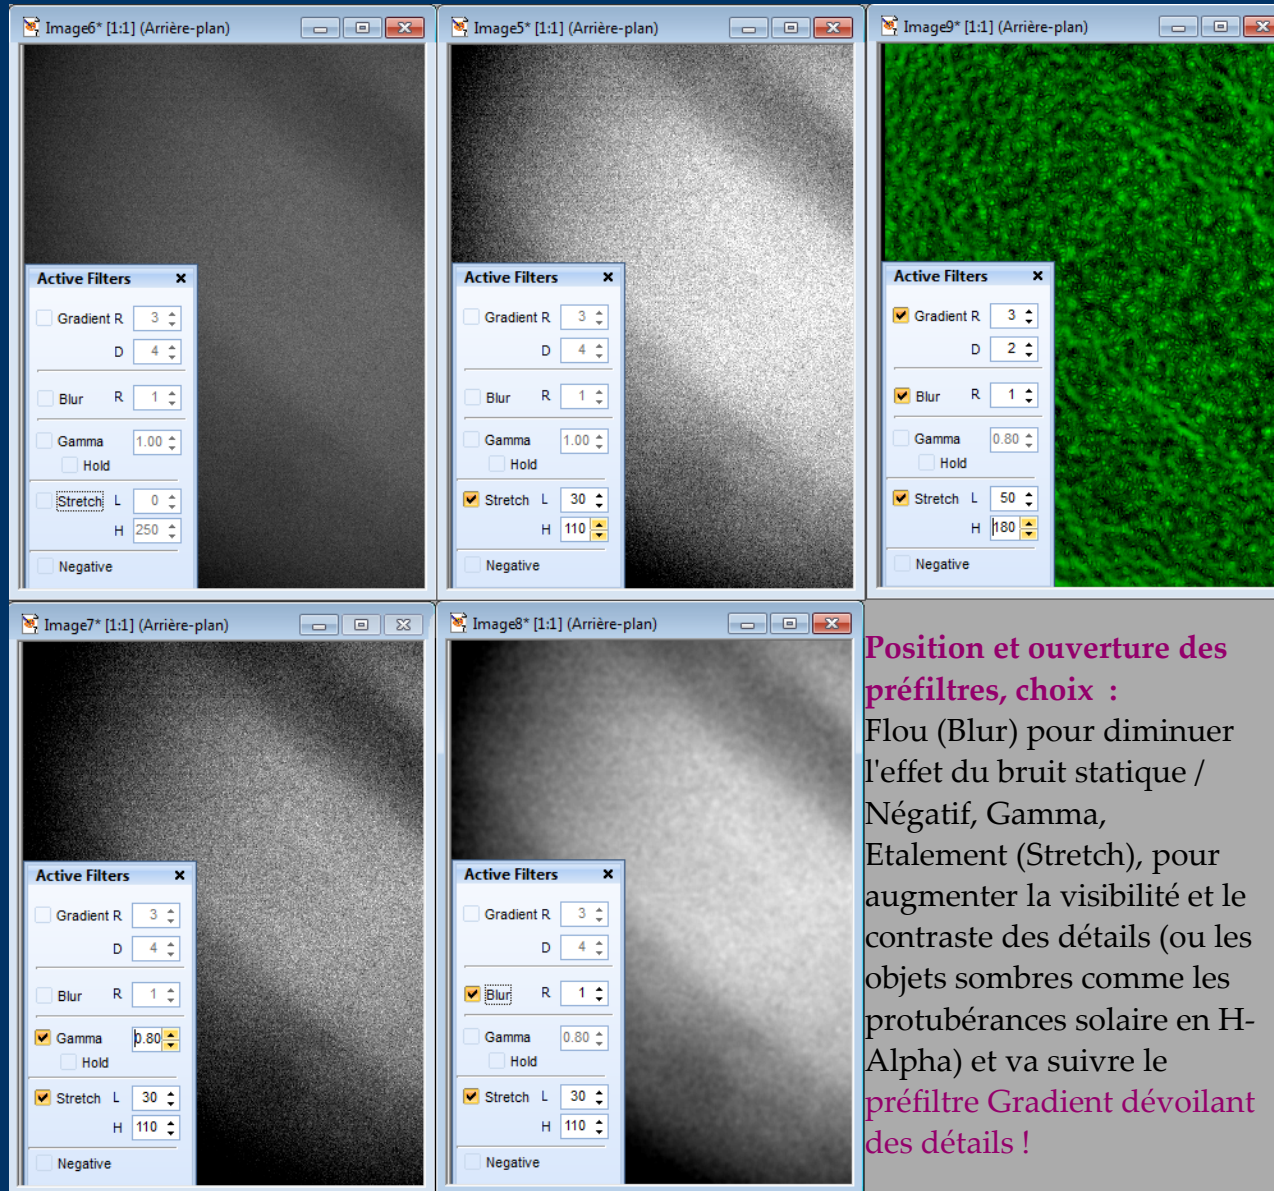 Image6* [1:1] (Arrière-plan)
Active Filters
Gradient R 3
D 4
Blur R 1
Gamma 1.00
Hold
Stretch L 0
H 250
Negative
Image5* [1:1] (Arrière-plan)
Active Filters
Gradient R 3
D 4
Blur R 1
Gamma 1.00
Hold
Stretch L 30
H 110
Negative
Image9* [1:1] (Arrière-plan)
Active Filters
Gradient R 3
D 2
Blur R 1
Gamma 0.80
Hold
Stretch L 50
H 180
Negative
Image7* [1:1] (Arrière-plan)
Active Filters
Gradient R 3
D 4
Blur R 1
Gamma 0.80
Hold
Stretch L 30
H 110
Negative
Image8* [1:1] (Arrière-plan)
Active Filters
Gradient R 3
D 4
Blur R 1
Gamma 0.80
Hold
Stretch L 30
H 110
Negative
Position et ouverture des
préfiltres, choix :
Flou (Blur) pour diminuer
l'effet du bruit statique /
Négatif, Gamma,
Etalement (Stretch), pour
augmenter la visibilité et le
contraste des détails (ou les
objets sombres comme les
protubérances solaire en H-
Alpha) et va suivre le
préfiltre Gradient dévoilant
des détails !